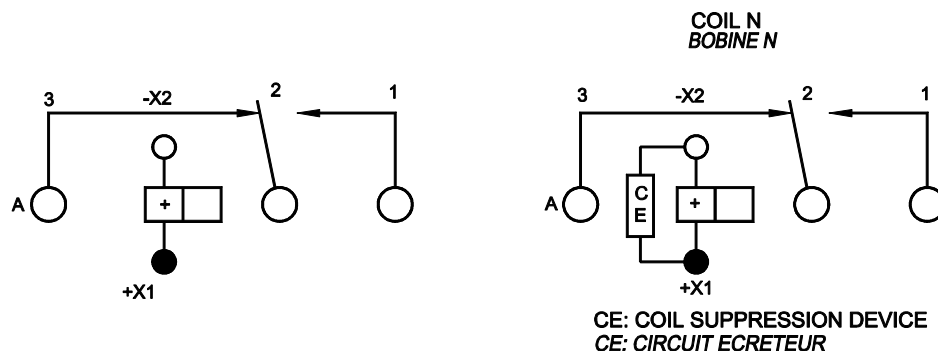 COIL N
BOBINE N
3 -X2 2 1
A +
+X1
3 -X2 2 1
A CE +
+X1
CE: COIL SUPPRESSION DEVICE
CE: CIRCUIT ECRETEUR